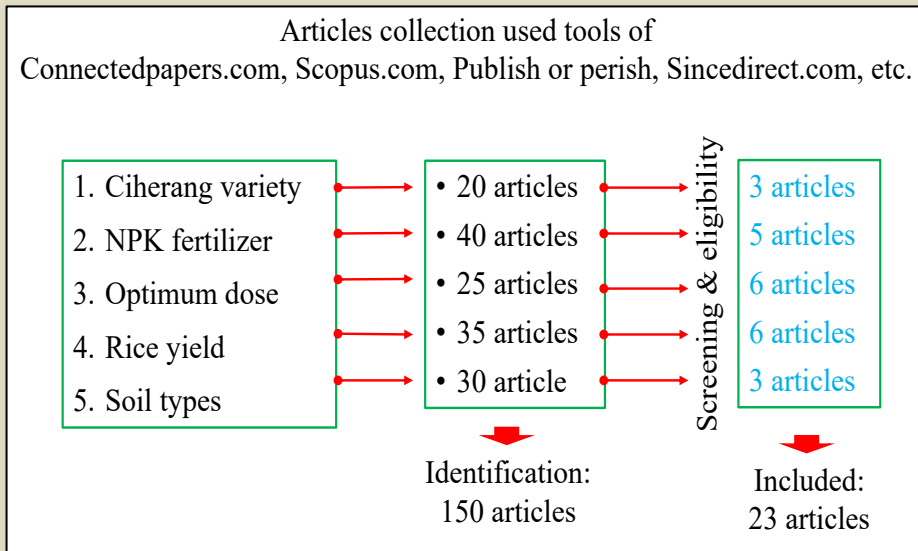 Articles collection used tools of
Connectedpapers.com, Scopus.com, Publish or perish, Sincedirect.com, etc.
1. Ciherang variety
2. NPK fertilizer
3. Optimum dose
4. Rice yield
5. Soil types
• 20 articles
• 40 articles
• 25 articles
• 35 articles
• 30 article
Screening & eligibility
3 articles
5 articles
6 articles
6 articles
3 articles
Identification:
150 articles
Included:
23 articles